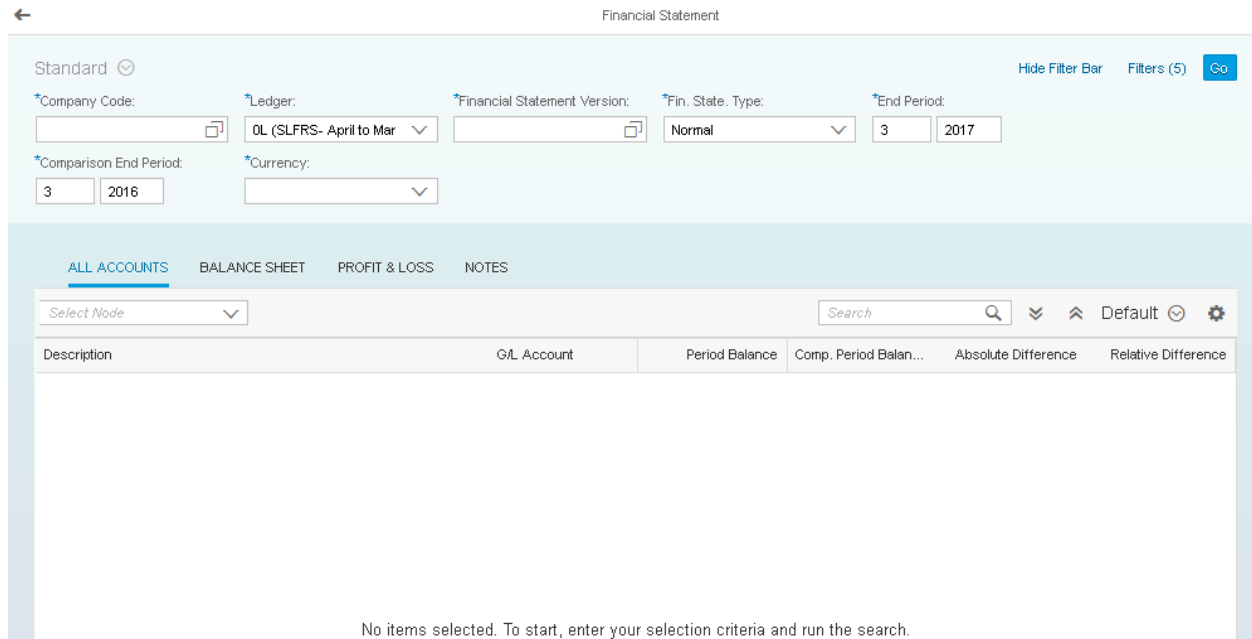 Financial Statement
Standard
Hide Filter Bar Filters (5) Go
*Company Code: *Ledger: *Financial Statement Version: *Fin. State. Type: *End Period:
0L (SLFRS- April to Mar Normal 3 2017
*Comparison End Period: *Currency:
3 2016
ALL ACCOUNTS BALANCE SHEET PROFIT & LOSS NOTES
Select Node Search Default
Description G/L Account Period Balance Comp. Period Balan... Absolute Difference Relative Difference
No items selected. To start, enter your selection criteria and run the search.